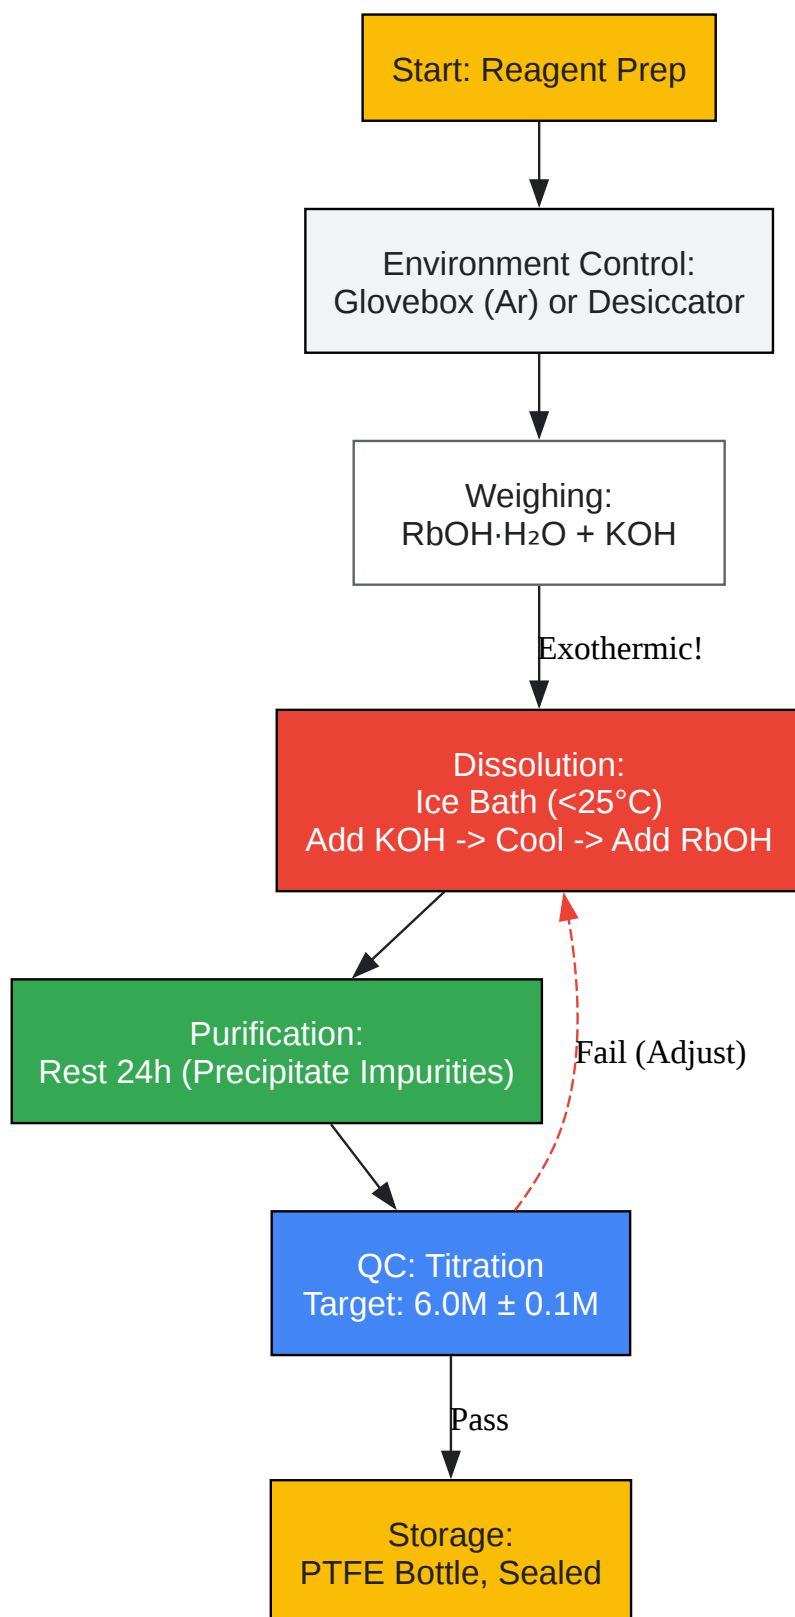 Start: Reagent Prep
Environment Control:
Glovebox (Ar) or Desiccator
Weighing:
RbOH·H₂O + KOH
Exothermic!
Dissolution:
Ice Bath (<25°C)
Add KOH -> Cool -> Add RbOH
Purification:
Rest 24h (Precipitate Impurities)
Fail (Adjust)
QC: Titration
Target: 6.0M ± 0.1M
Pass
Storage:
PTFE Bottle, Sealed